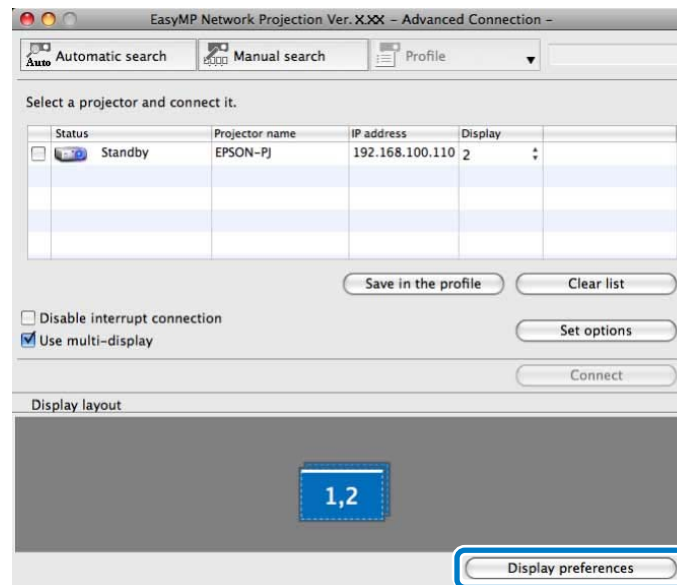 EasyMP Network Projection Ver. X.XX – Advanced Connection –
Auto Automatic search Manual search Profile
Select a projector and connect it.
Status Projector name IP address Display
Standby EPSON-PJ 192.168.100.110 2
Save in the profile Clear list
Disable interrupt connection
Set options
Use multi-display
Connect
Display layout
1,2
Display preferences